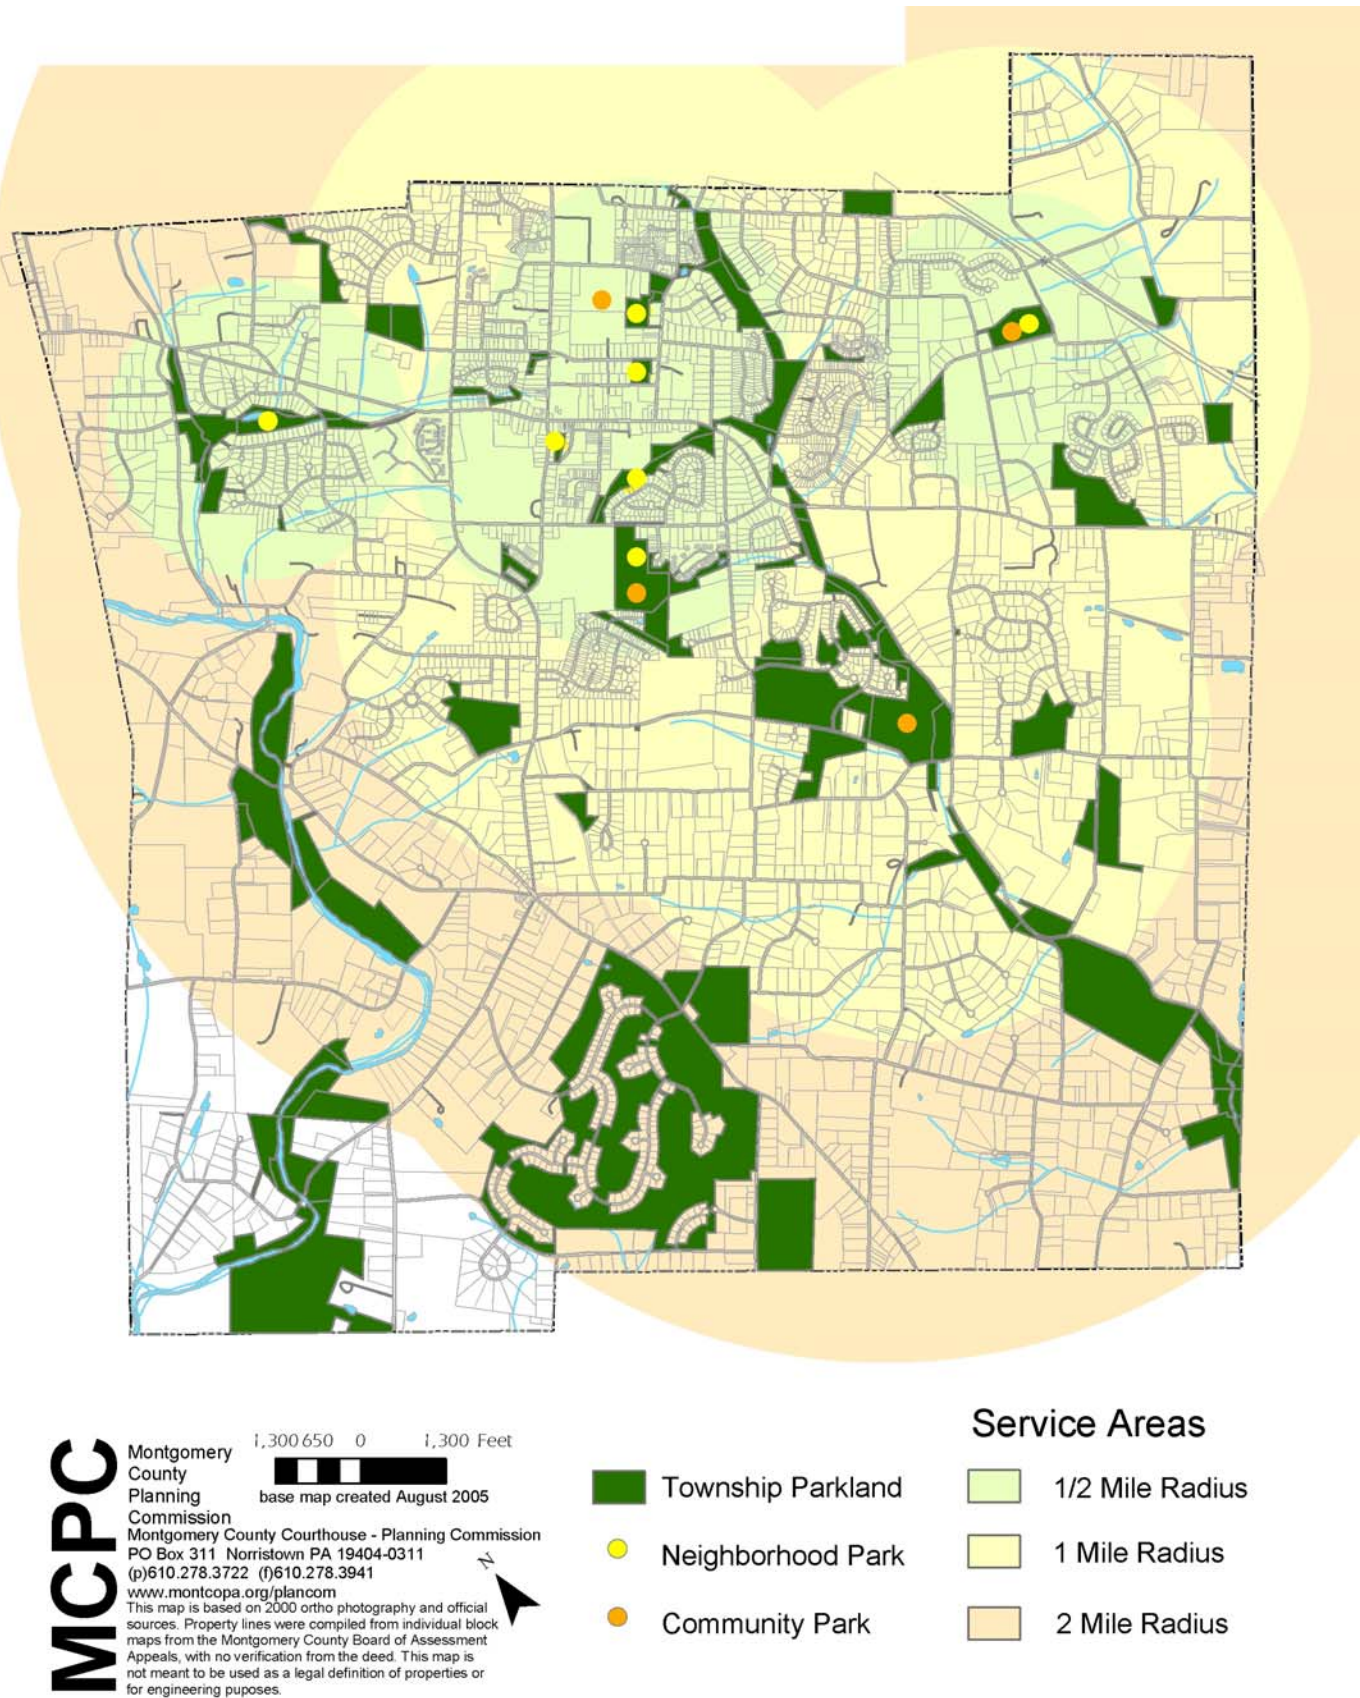 MCPC
Montgomery
County
Planning
Commission
1,300 650 0 1,300 Feet
base map created August 2005
Montgomery County Courthouse - Planning Commission
PO Box 311 Norristown PA 19404-0311
(p)610.278.3722 (f)610.278.3941
www.montcopa.org/plancom
This map is based on 2000 ortho photography and official
sources. Property lines were compiled from individual block
maps from the Montgomery County Board of Assessment
Appeals, with no verification from the deed. This map is
not meant to be used as a legal definition of properties or
for engineering puposes.
N
Township Parkland
Neighborhood Park
Community Park
Service Areas
1/2 Mile Radius
1 Mile Radius
2 Mile Radius